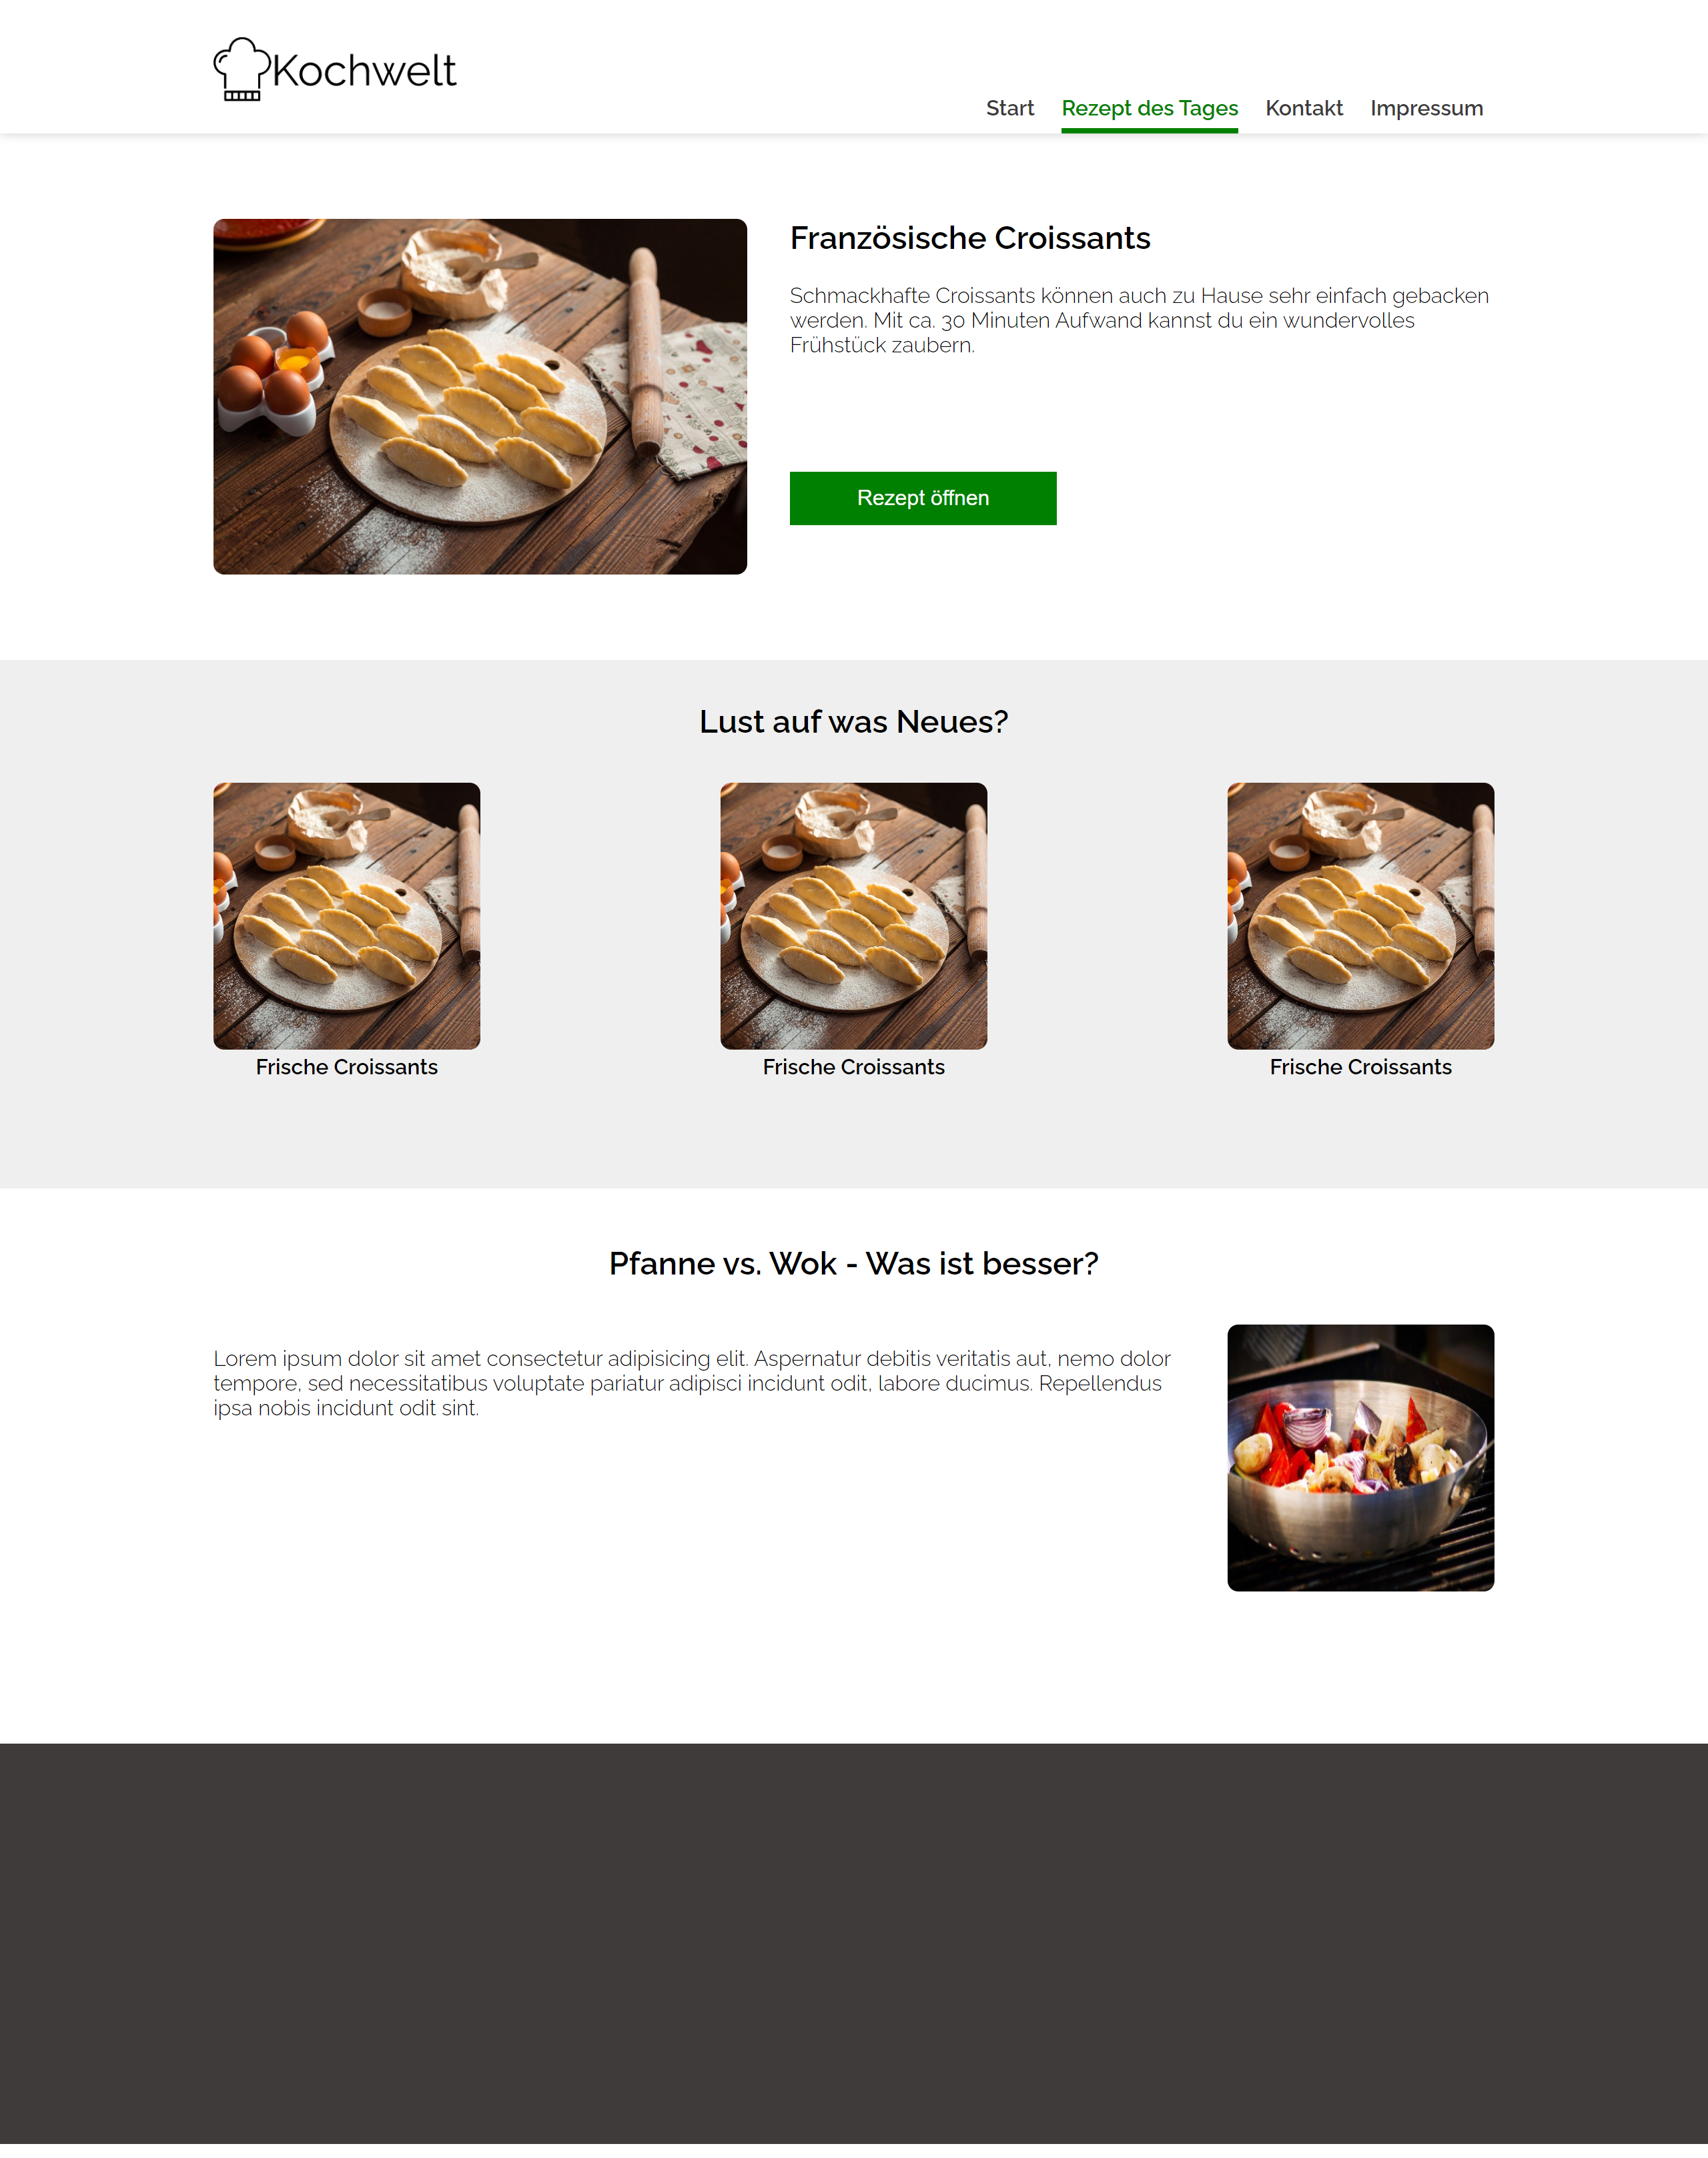 Kochwelt
Start Rezept des Tages Kontakt Impressum
Französische Croissants
Schmackhafte Croissants können auch zu Hause sehr einfach gebacken
werden. Mit ca. 30 Minuten Aufwand kannst du ein wundervolles
Frühstück zaubern.
Rezept öffnen
Lust auf was Neues?
Frische Croissants
Frische Croissants
Frische Croissants
Pfanne vs. Wok - Was ist besser?
Lorem ipsum dolor sit amet consectetur adipisicing elit. Aspernatur debitis veritatis aut, nemo dolor
tempore, sed necessitatibus voluptate pariatur adipisci incidunt odit, labore ducimus. Repellendus
ipsa nobis incidunt odit sint.